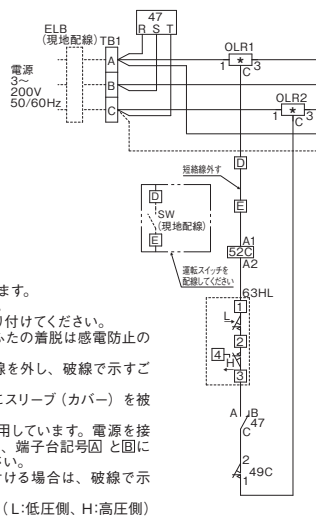 47
R S T
ELB
(現地配線)
TB1
電源
3～
200V
50/60Hz
A
B
C
OLR1
1 * 3
C
OLR2
1 * 3
C
D
短絡線外す
E
D
SW
(現地配線)
E
運転スイッチを
配線してください
A1
52C
A2
63HL
1
L
2
4
H
3
A B
47
C
2
49C
1
ます。
り付けてください。
ふたの着脱は感電防止の
線を外し、破線で示すご
にスリーブ（カバー）を被
用しています。電源を接
、端子台記号A とBに
さい。
ける場合は、破線で示
（L:低圧側、H:高圧側）